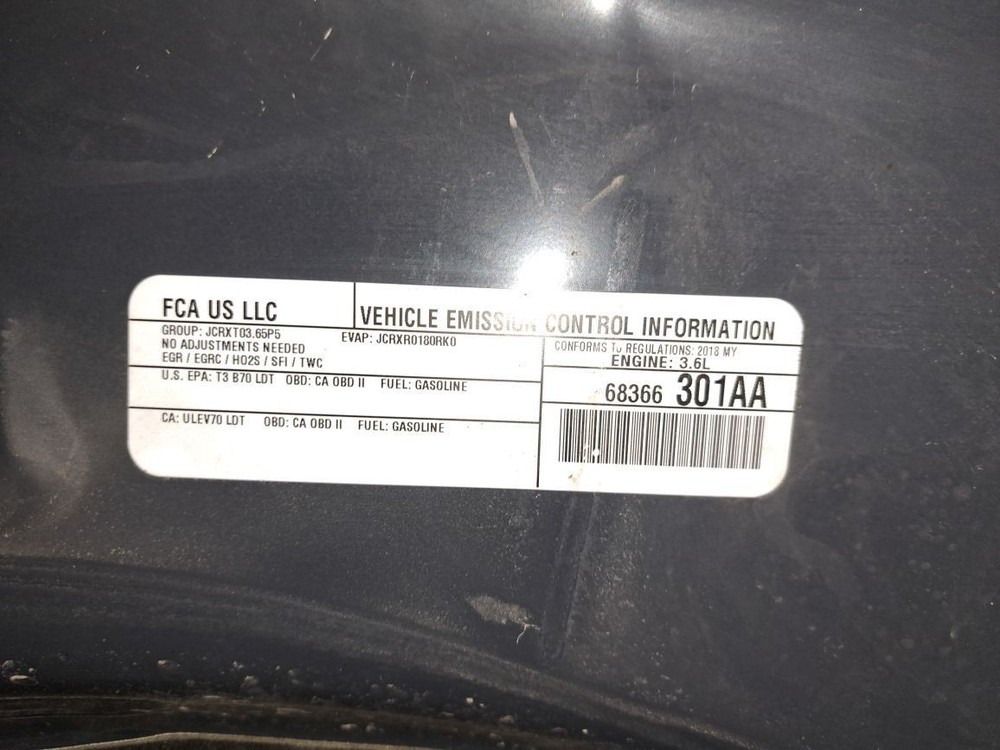 FCA US LLC
VEHICLE EMISSION CONTROL INFORMATION
GROUP: JCRXT03.65P5
EVAP: JCRXR0180RK0
NO ADJUSTMENTS NEEDED
EGR / EGRC / HO2S / SFI / TWC
CONFORMS TO REGULATIONS: 2018 MY
ENGINE: 3.6L
U.S. EPA: T3 B70 LDT OBD: CA OBD II FUEL: GASOLINE
68366 301AA
CA: ULEV70 LDT OBD: CA OBD II FUEL: GASOLINE